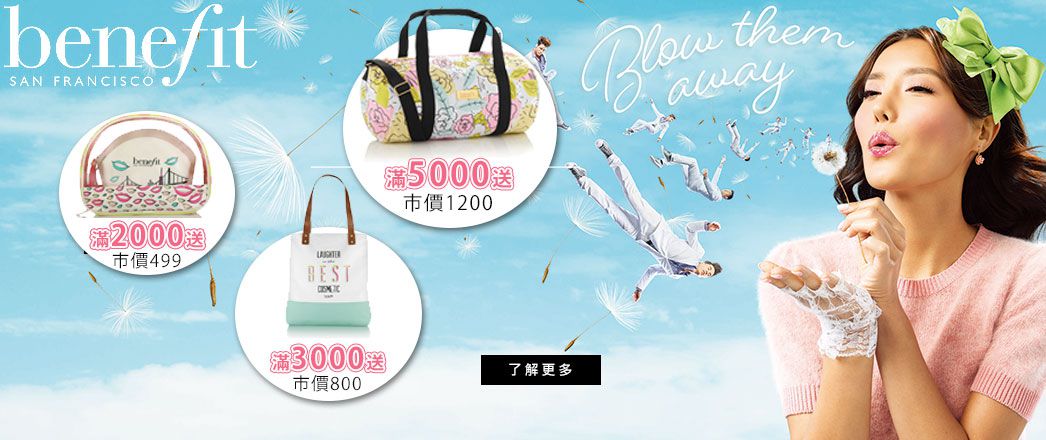 benefit
SAN FRANCISCO
Blow them
away
benefit
滿2000送
市價499
LAUGHTER
is the
BEST
COSMETIC
滿3000送
市價800
滿5000送
市價1200
了解更多